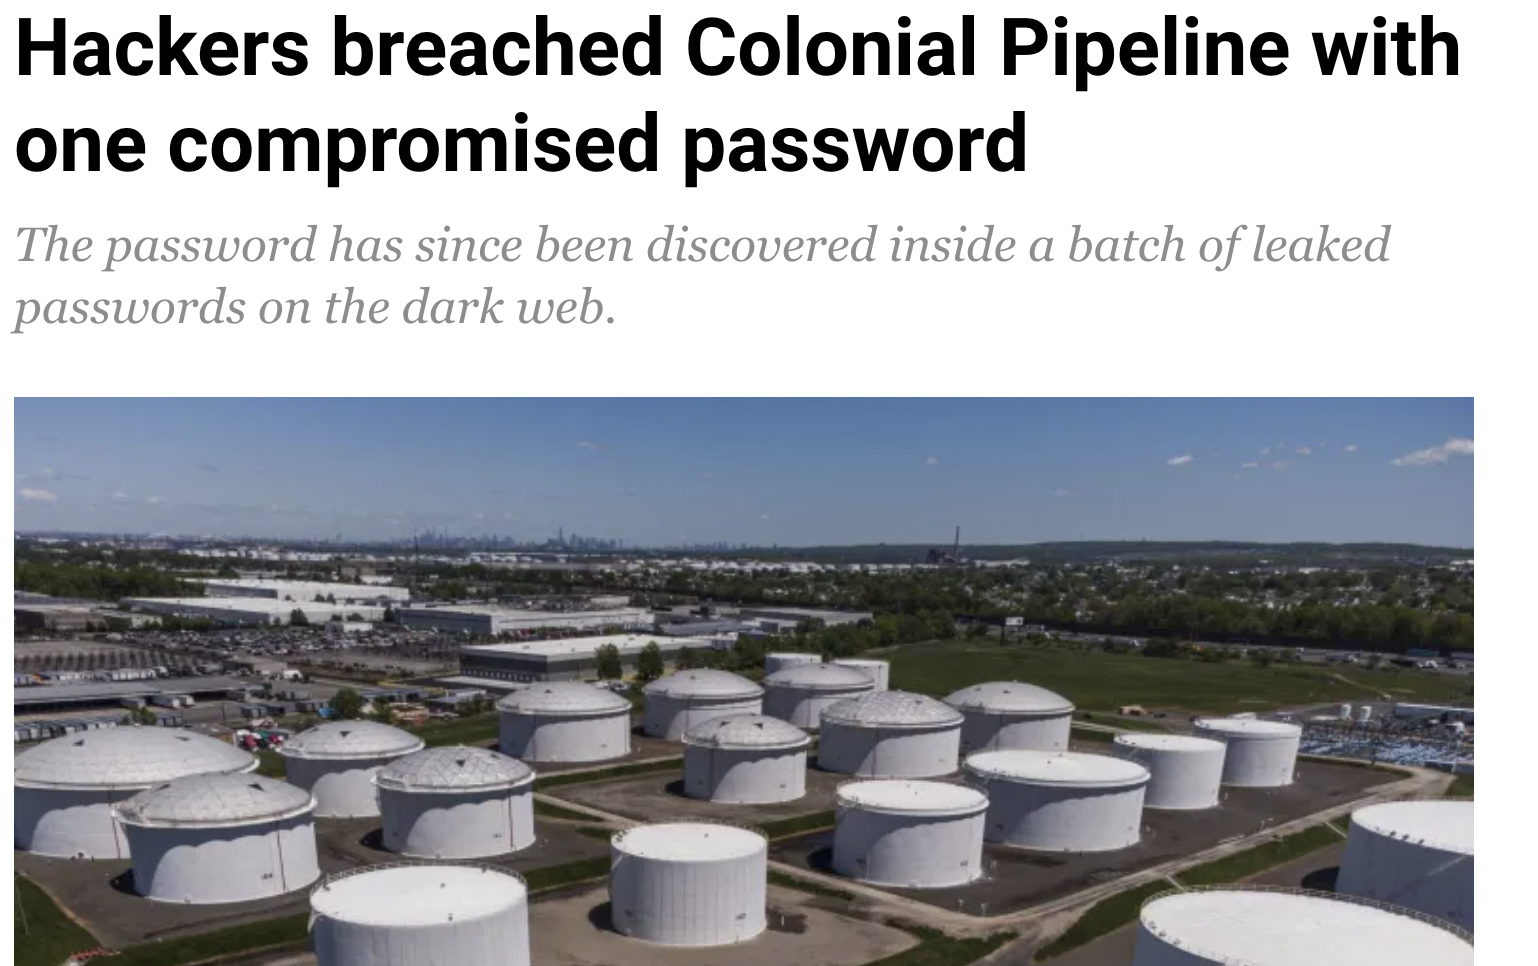 Hackers breached Colonial Pipeline with
one compromised password
The password has since been discovered inside a batch of leaked
passwords on the dark web.